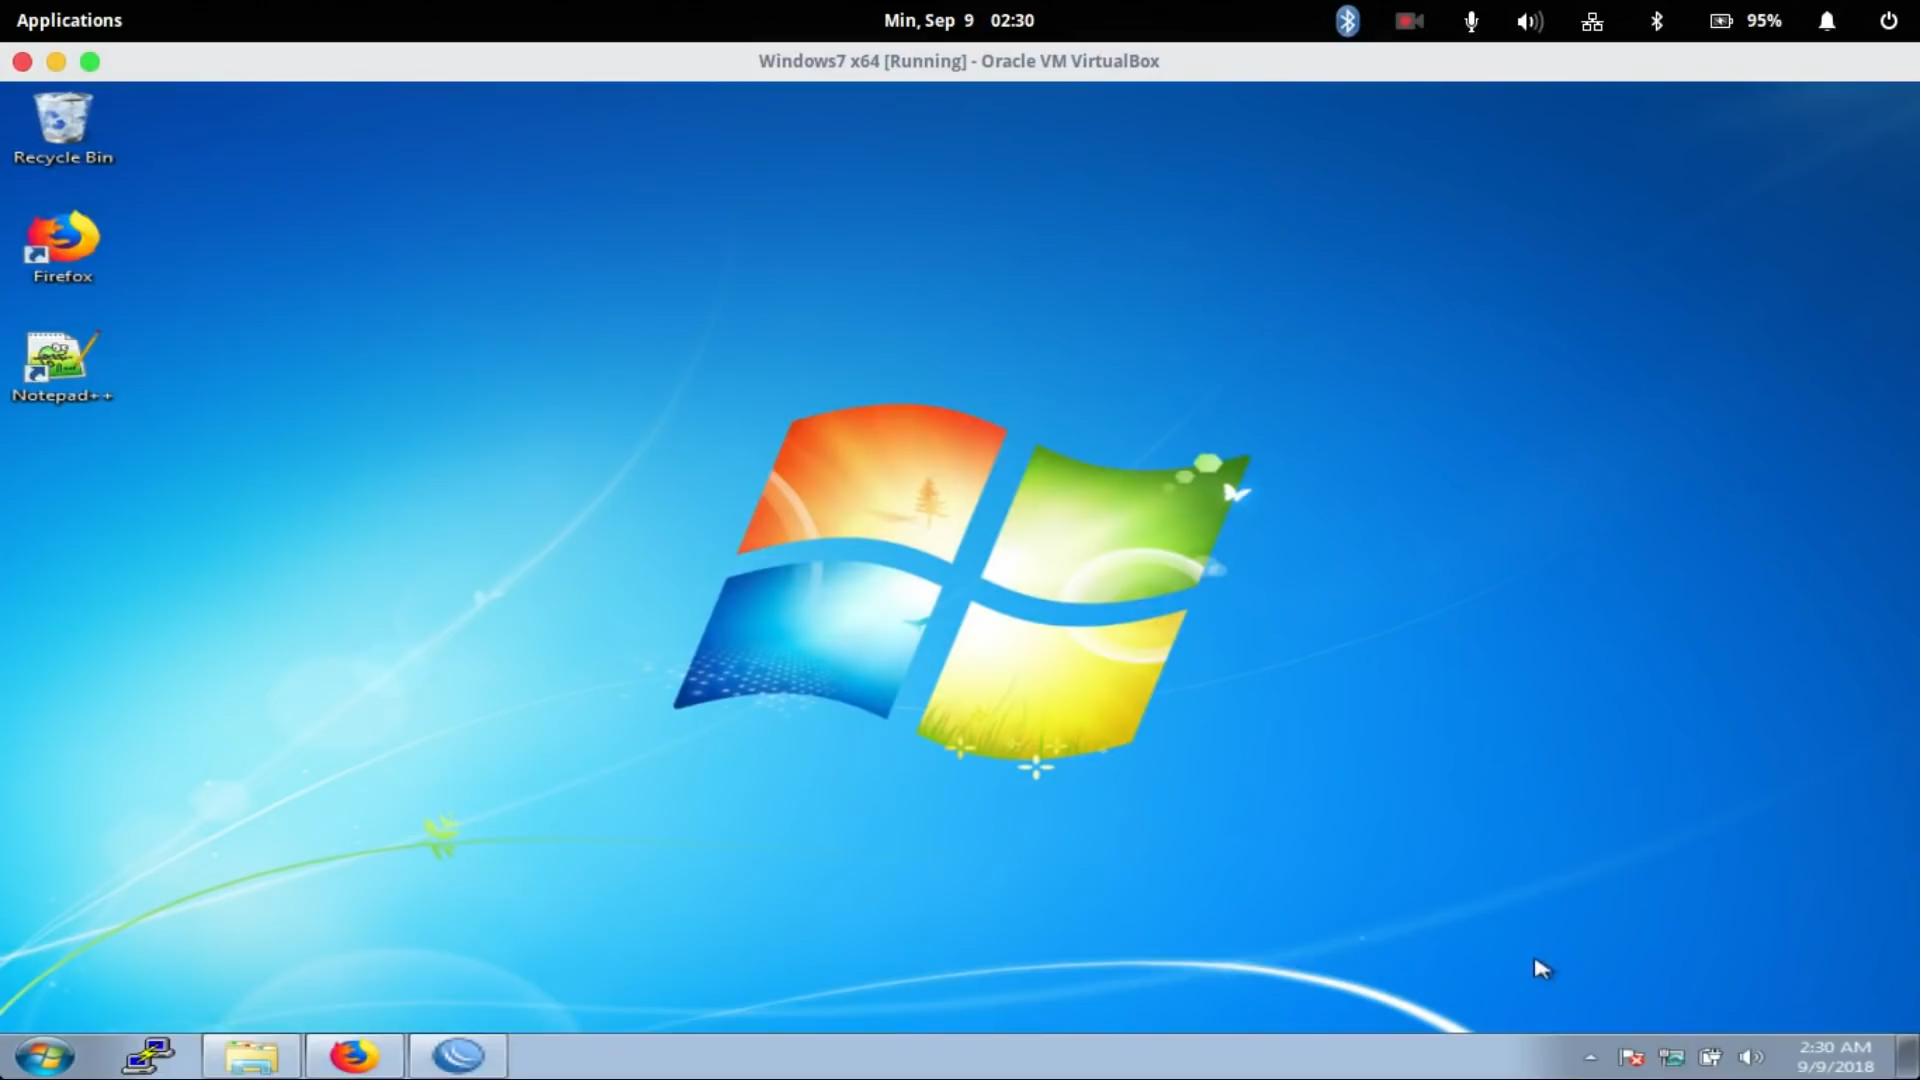 Applications
Min, Sep 9 02:30
95%
Windows7 x64 [Running] - Oracle VM VirtualBox
Recycle Bin
Firefox
Notepad++
2:30 AM
9/9/2018